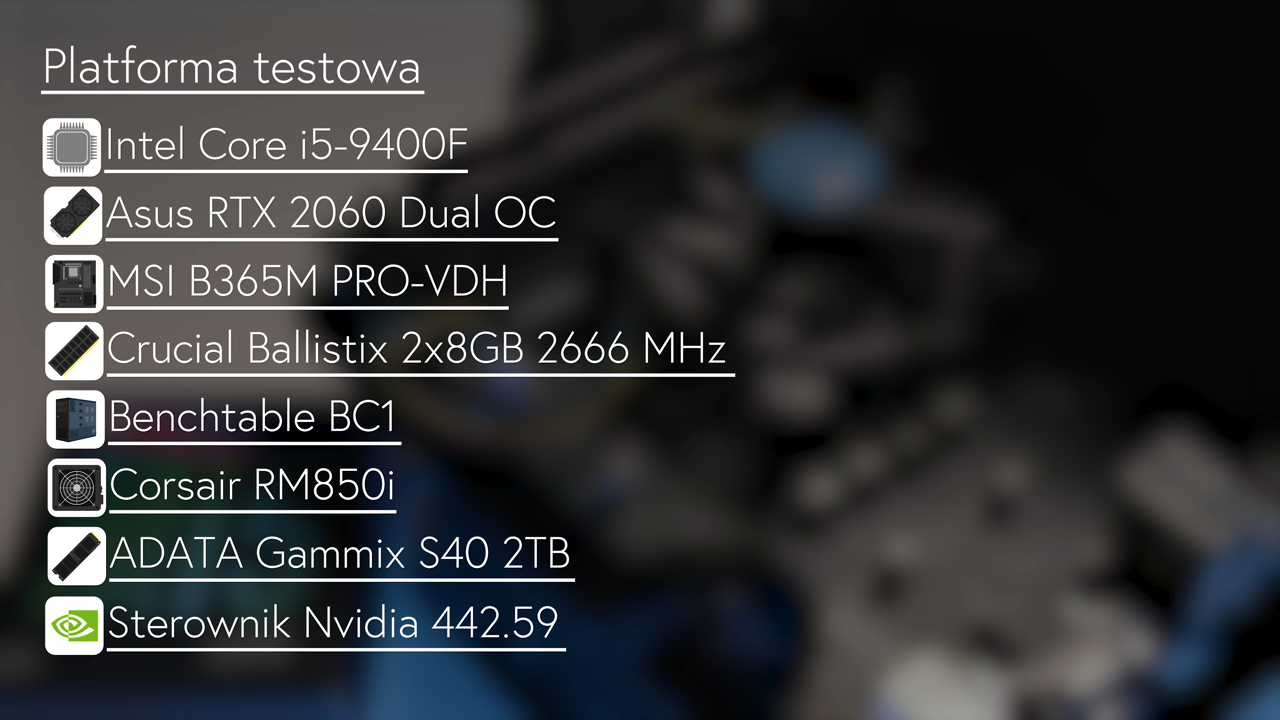 Platforma testowa
Intel Core i5-9400F
Asus RTX 2060 Dual OC
MSI B365M PRO-VDH
Crucial Ballistix 2x8GB 2666 MHz
Benchtable BC1
Corsair RM850i
ADATA Gammix S40 2TB
Sterownik Nvidia 442.59